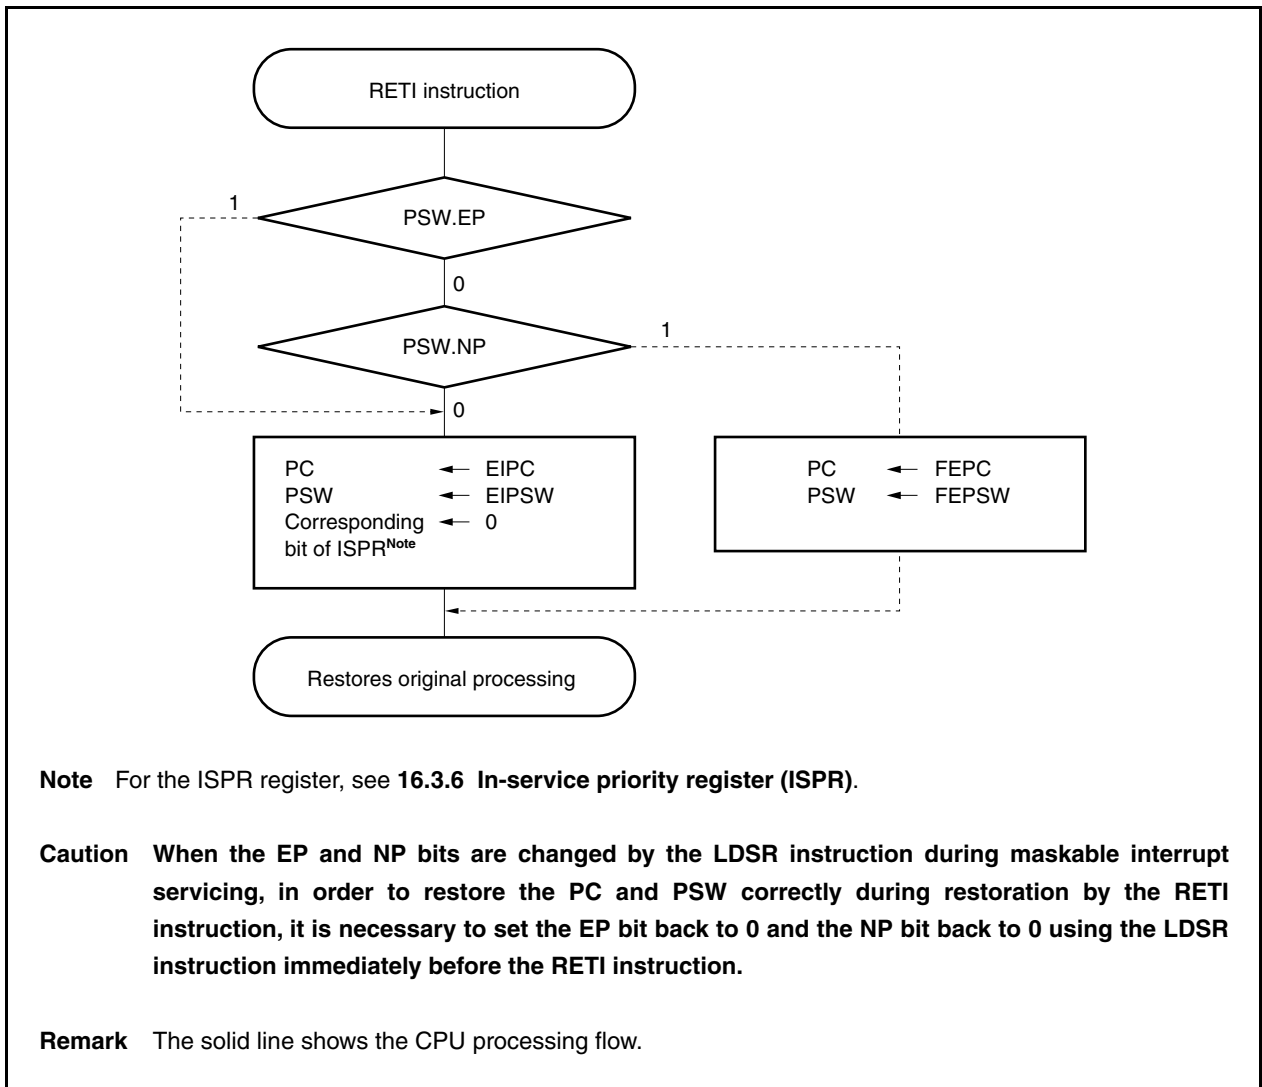 RETI instruction
1
PSW.EP
0
1
PSW.NP
0
PC ← EIPC
PSW ← EIPSW
Corresponding ← 0
bit of ISPRNote
PC ← FEPC
PSW ← FEPSW
Restores original processing
Note For the ISPR register, see 16.3.6 In-service priority register (ISPR).
Caution When the EP and NP bits are changed by the LDSR instruction during maskable interrupt
servicing, in order to restore the PC and PSW correctly during restoration by the RETI
instruction, it is necessary to set the EP bit back to 0 and the NP bit back to 0 using the LDSR
instruction immediately before the RETI instruction.
Remark The solid line shows the CPU processing flow.